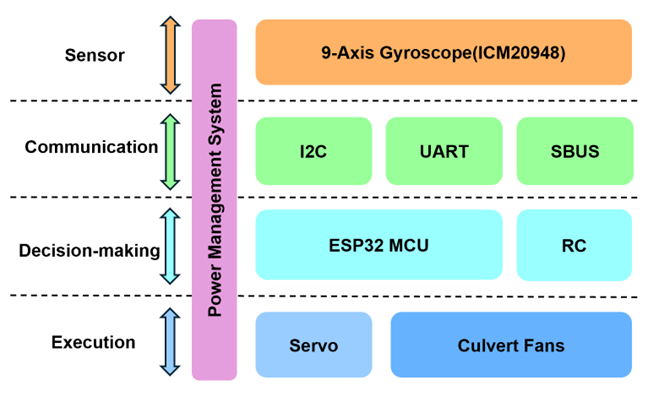 Sensor
9-Axis Gyroscope(ICM20948)
Power Management System
Communication
I2C
UART
SBUS
Decision-making
ESP32 MCU
RC
Execution
Servo
Culvert Fans